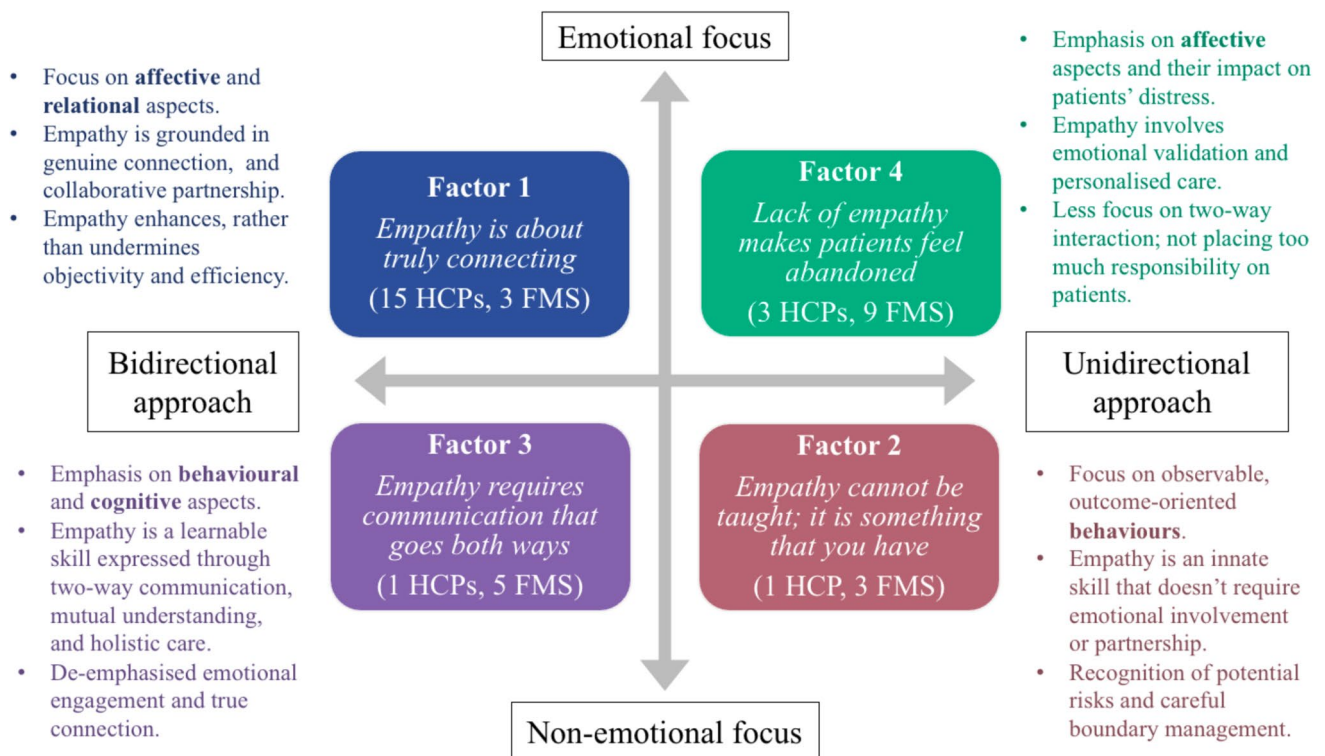 Emotional focus
• Focus on affective and
relational aspects.
• Empathy is grounded in
genuine connection, and
collaborative partnership.
• Empathy enhances, rather
than undermines
objectivity and efficiency.
Factor 1
Empathy is about
truly connecting
(15 HCPs, 3 FMS)
Factor 4
Lack of empathy
makes patients feel
abandoned
(3 HCPs, 9 FMS)
• Emphasis on affective
aspects and their impact on
patients’ distress.
• Empathy involves
emotional validation and
personalised care.
• Less focus on two-way
interaction; not placing too
much responsibility on
patients.
Bidirectional
approach
Unidirectional
approach
• Emphasis on behavioural
and cognitive aspects.
• Empathy is a learnable
skill expressed through
two-way communication,
mutual understanding,
and holistic care.
• De-emphasised emotional
engagement and true
connection.
Factor 3
Empathy requires
communication that
goes both ways
(1 HCPs, 5 FMS)
Factor 2
Empathy cannot be
taught; it is something
that you have
(1 HCP, 3 FMS)
• Focus on observable,
outcome-oriented
behaviours.
• Empathy is an innate
skill that doesn’t require
emotional involvement
or partnership.
• Recognition of potential
risks and careful
boundary management.
Non-emotional focus